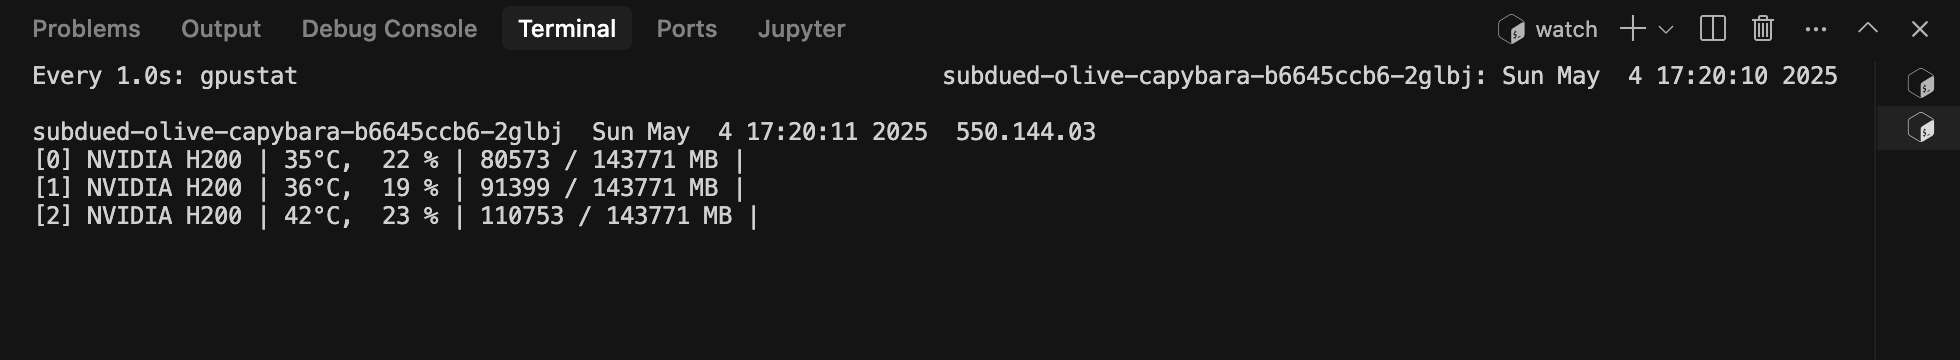 Problems Output Debug Console Terminal Ports Jupyter watch
Every 1.0s: gpustat subdued-olive-capybara-b6645ccb6-2glbj: Sun May  4 17:20:10 2025
subdued-olive-capybara-b6645ccb6-2glbj  Sun May  4 17:20:11 2025  550.144.03
[0] NVIDIA H200 | 35°C,  22 % | 80573 / 143771 MB |
[1] NVIDIA H200 | 36°C,  19 % | 91399 / 143771 MB |
[2] NVIDIA H200 | 42°C,  23 % | 110753 / 143771 MB |